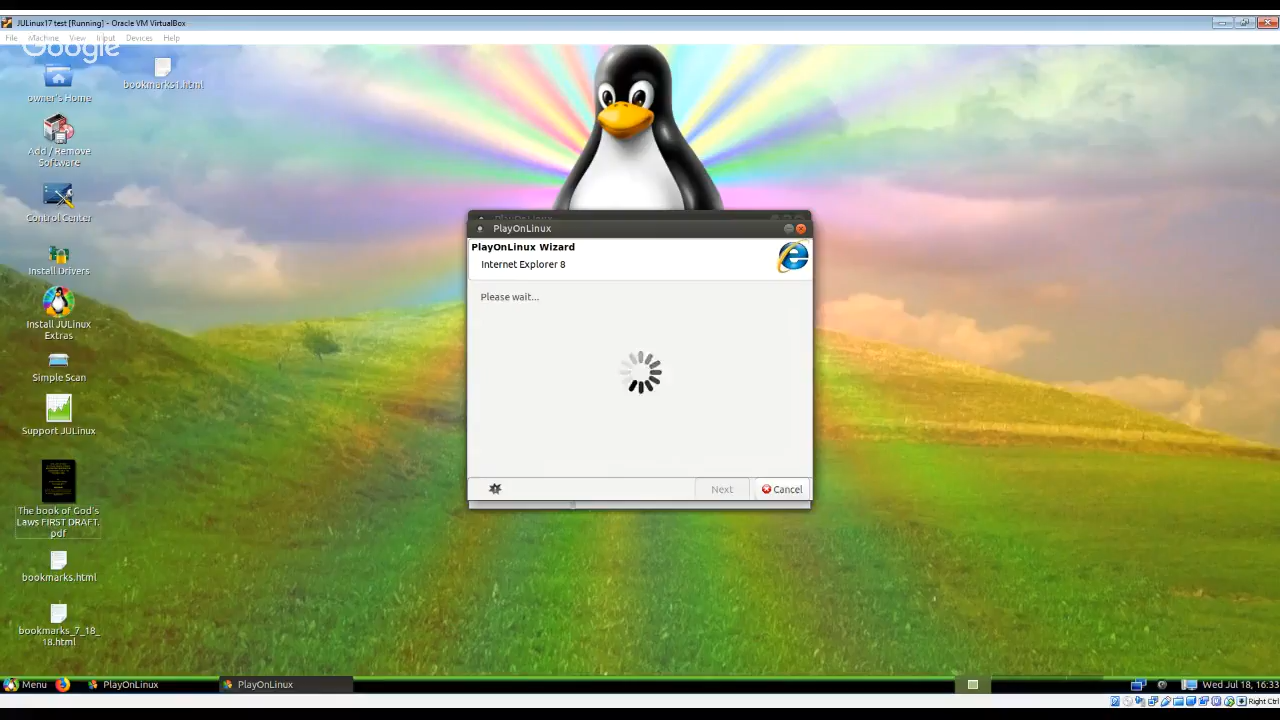 JULinux17 test [Running] - Oracle VM VirtualBox
File Machine View Input Devices Help
Google
owner's Home
bookmarks1.html
Add / Remove
Software
Control Center
Install Drivers
Install JULinux
Extras
Simple Scan
Support JULinux
The book of God's
Laws FIRST DRAFT.
pdf
bookmarks.html
bookmarks_7_18_
18.html
PlayOnLinux
PlayOnLinux
PlayOnLinux Wizard
Internet Explorer 8
Please wait...
Next
Cancel
Menu
PlayOnLinux
PlayOnLinux
Wed Jul 18, 16:33
Right Ctrl